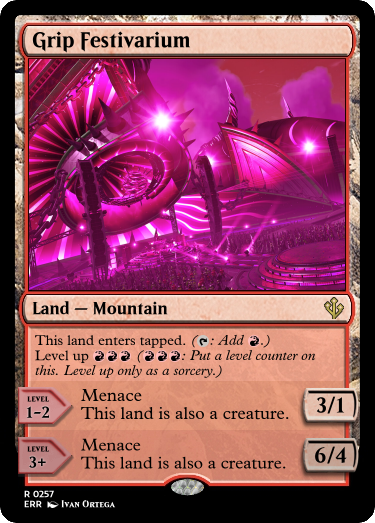 Grip Festivarium
Land — Mountain
This land enters tapped. (: Add .)
Level up (: Put a level counter on
this. Level up only as a sorcery.)
LEVEL
1-2
Menace
This land is also a creature.
3/1
LEVEL
3+
Menace
This land is also a creature.
6/4
R 0257
ERR Ivan Ortega